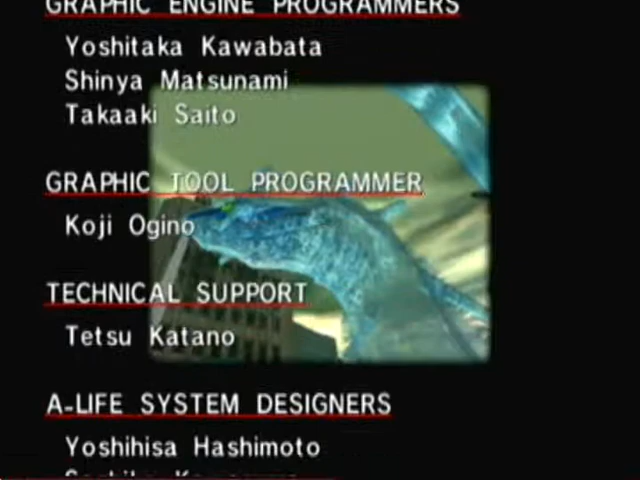 GRAPHIC ENGINE PROGRAMMERS
Yoshitaka Kawabata
Shinya Matsunami
Takaaki Saito
GRAPHIC TOOL PROGRAMMER
Koji Ogino
TECHNICAL SUPPORT
Tetsu Katano
A-LIFE SYSTEM DESIGNERS
Yoshihisa Hashimoto